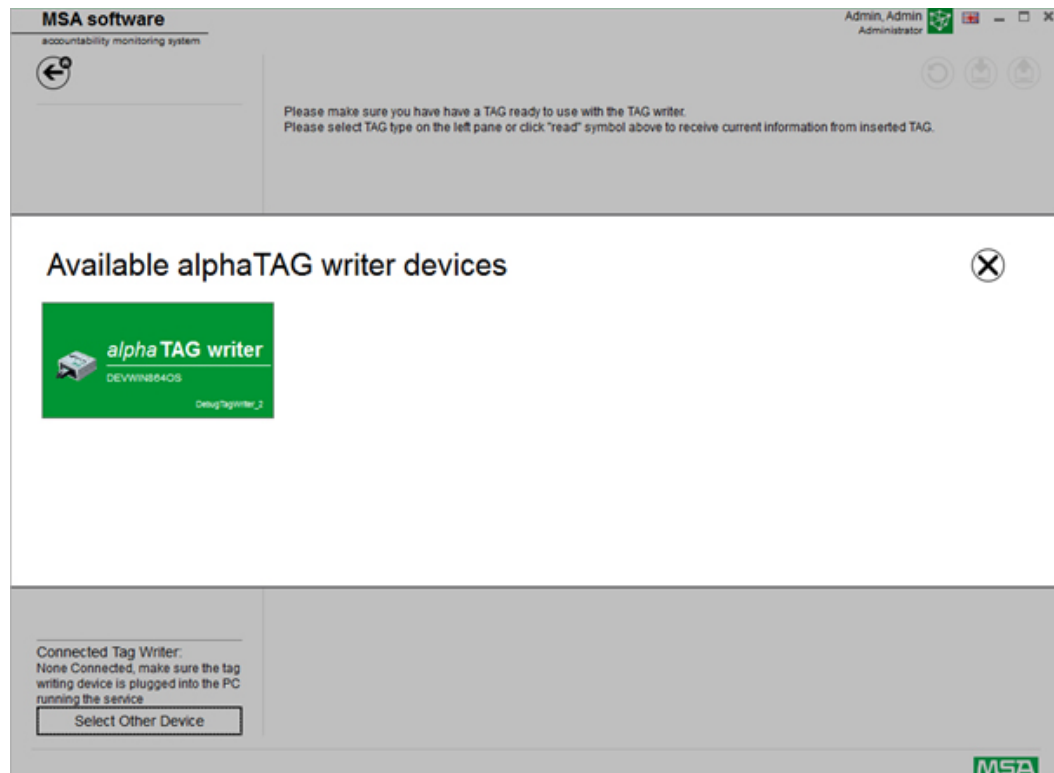 MSA software
accountability monitoring system
Admin, Admin
Administrator
Please make sure you have have a TAG ready to use with the TAG writer.
Please select TAG type on the left pane or click "read" symbol above to receive current information from inserted TAG.
Available alphaTAG writer devices
alphaTAG writer
DEVWIN864OS
DebugTagWriter_2
Connected Tag Writer:
None Connected, make sure the tag
writing device is plugged into the PC
running the service
Select Other Device
MSA